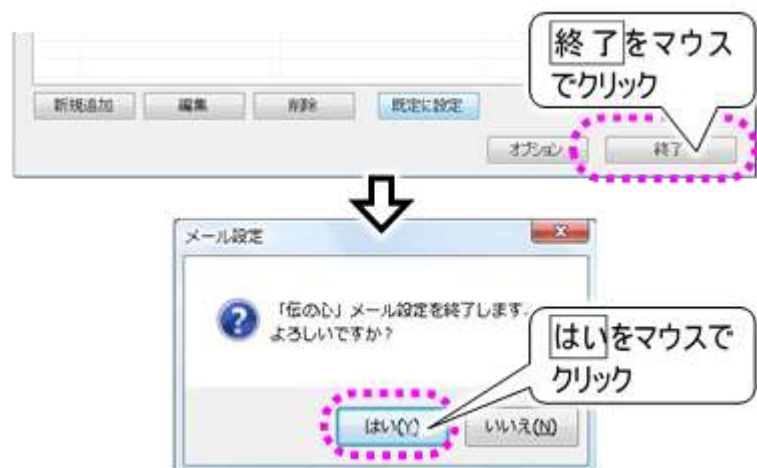 終了をマウス
でクリック
新規追加 編集 削除 既定に設定
オプション 終了
メール設定
「伝の心」メール設定を終了します。
よろしいですか?
はいをマウスで
クリック
はい(Y) いいえ(N)